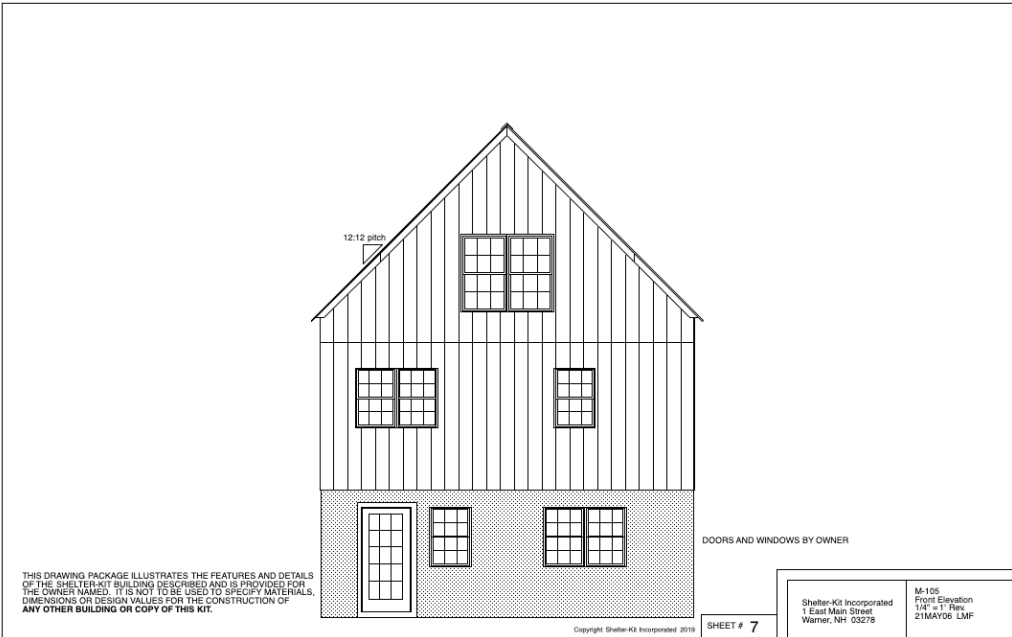 12:12 pitch
DOORS AND WINDOWS BY OWNER
THIS DRAWING PACKAGE ILLUSTRATES THE FEATURES AND DETAILS
OF THE SHELTER-KIT BUILDING DESCRIBED AND IS PROVIDED FOR
THE OWNER NAMED. IT IS NOT TO BE USED TO SPECIFY MATERIALS,
DIMENSIONS OR DESIGN VALUES FOR THE CONSTRUCTION OF
ANY OTHER BUILDING OR COPY OF THIS KIT.
Copyright Shelter-Kit Incorporated 2019
SHEET # 7
Shelter-Kit Incorporated
1 East Main Street
Warner, NH 03278
M-105
Front Elevation
1/4" = 1' Rev.
21MAY06 LMF